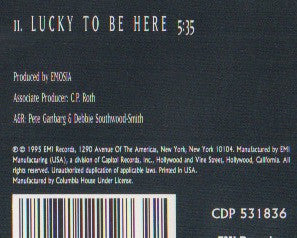 11. LUCKY TO BE HERE 5:35
Produced by EMOSIA
Associate Producer: C.P. Roth
A&R: Pete Ganbarg & Debbie Southwood-Smith
℗ © 1995 EMI Records, 1290 Avenue Of The Americas, New York, New York 10104. Manufactured by EMI
Manufacturing (USA), a division of Capitol Records, Inc., Hollywood and Vine Street, Hollywood, California. All
rights reserved. Unauthorized duplication of applicable laws. Printed in USA.
Manufactured by Columbia House Under License.
CDP 531836